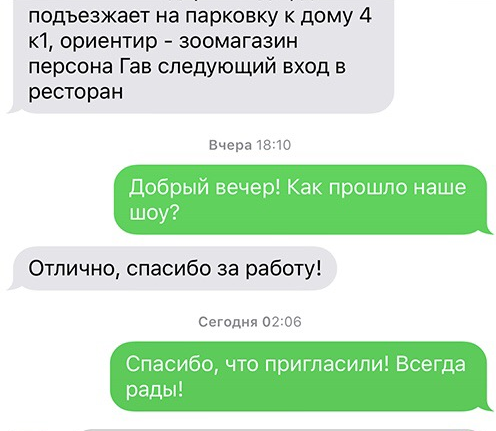 подъезжает на парковку к дому 4
к1, ориентир - зоомагазин
персона Гав следующий вход в
ресторан
Вчера 18:10
Добрый вечер! Как прошло наше
шоу?
Отлично, спасибо за работу!
Сегодня 02:06
Спасибо, что пригласили! Всегда
рады!